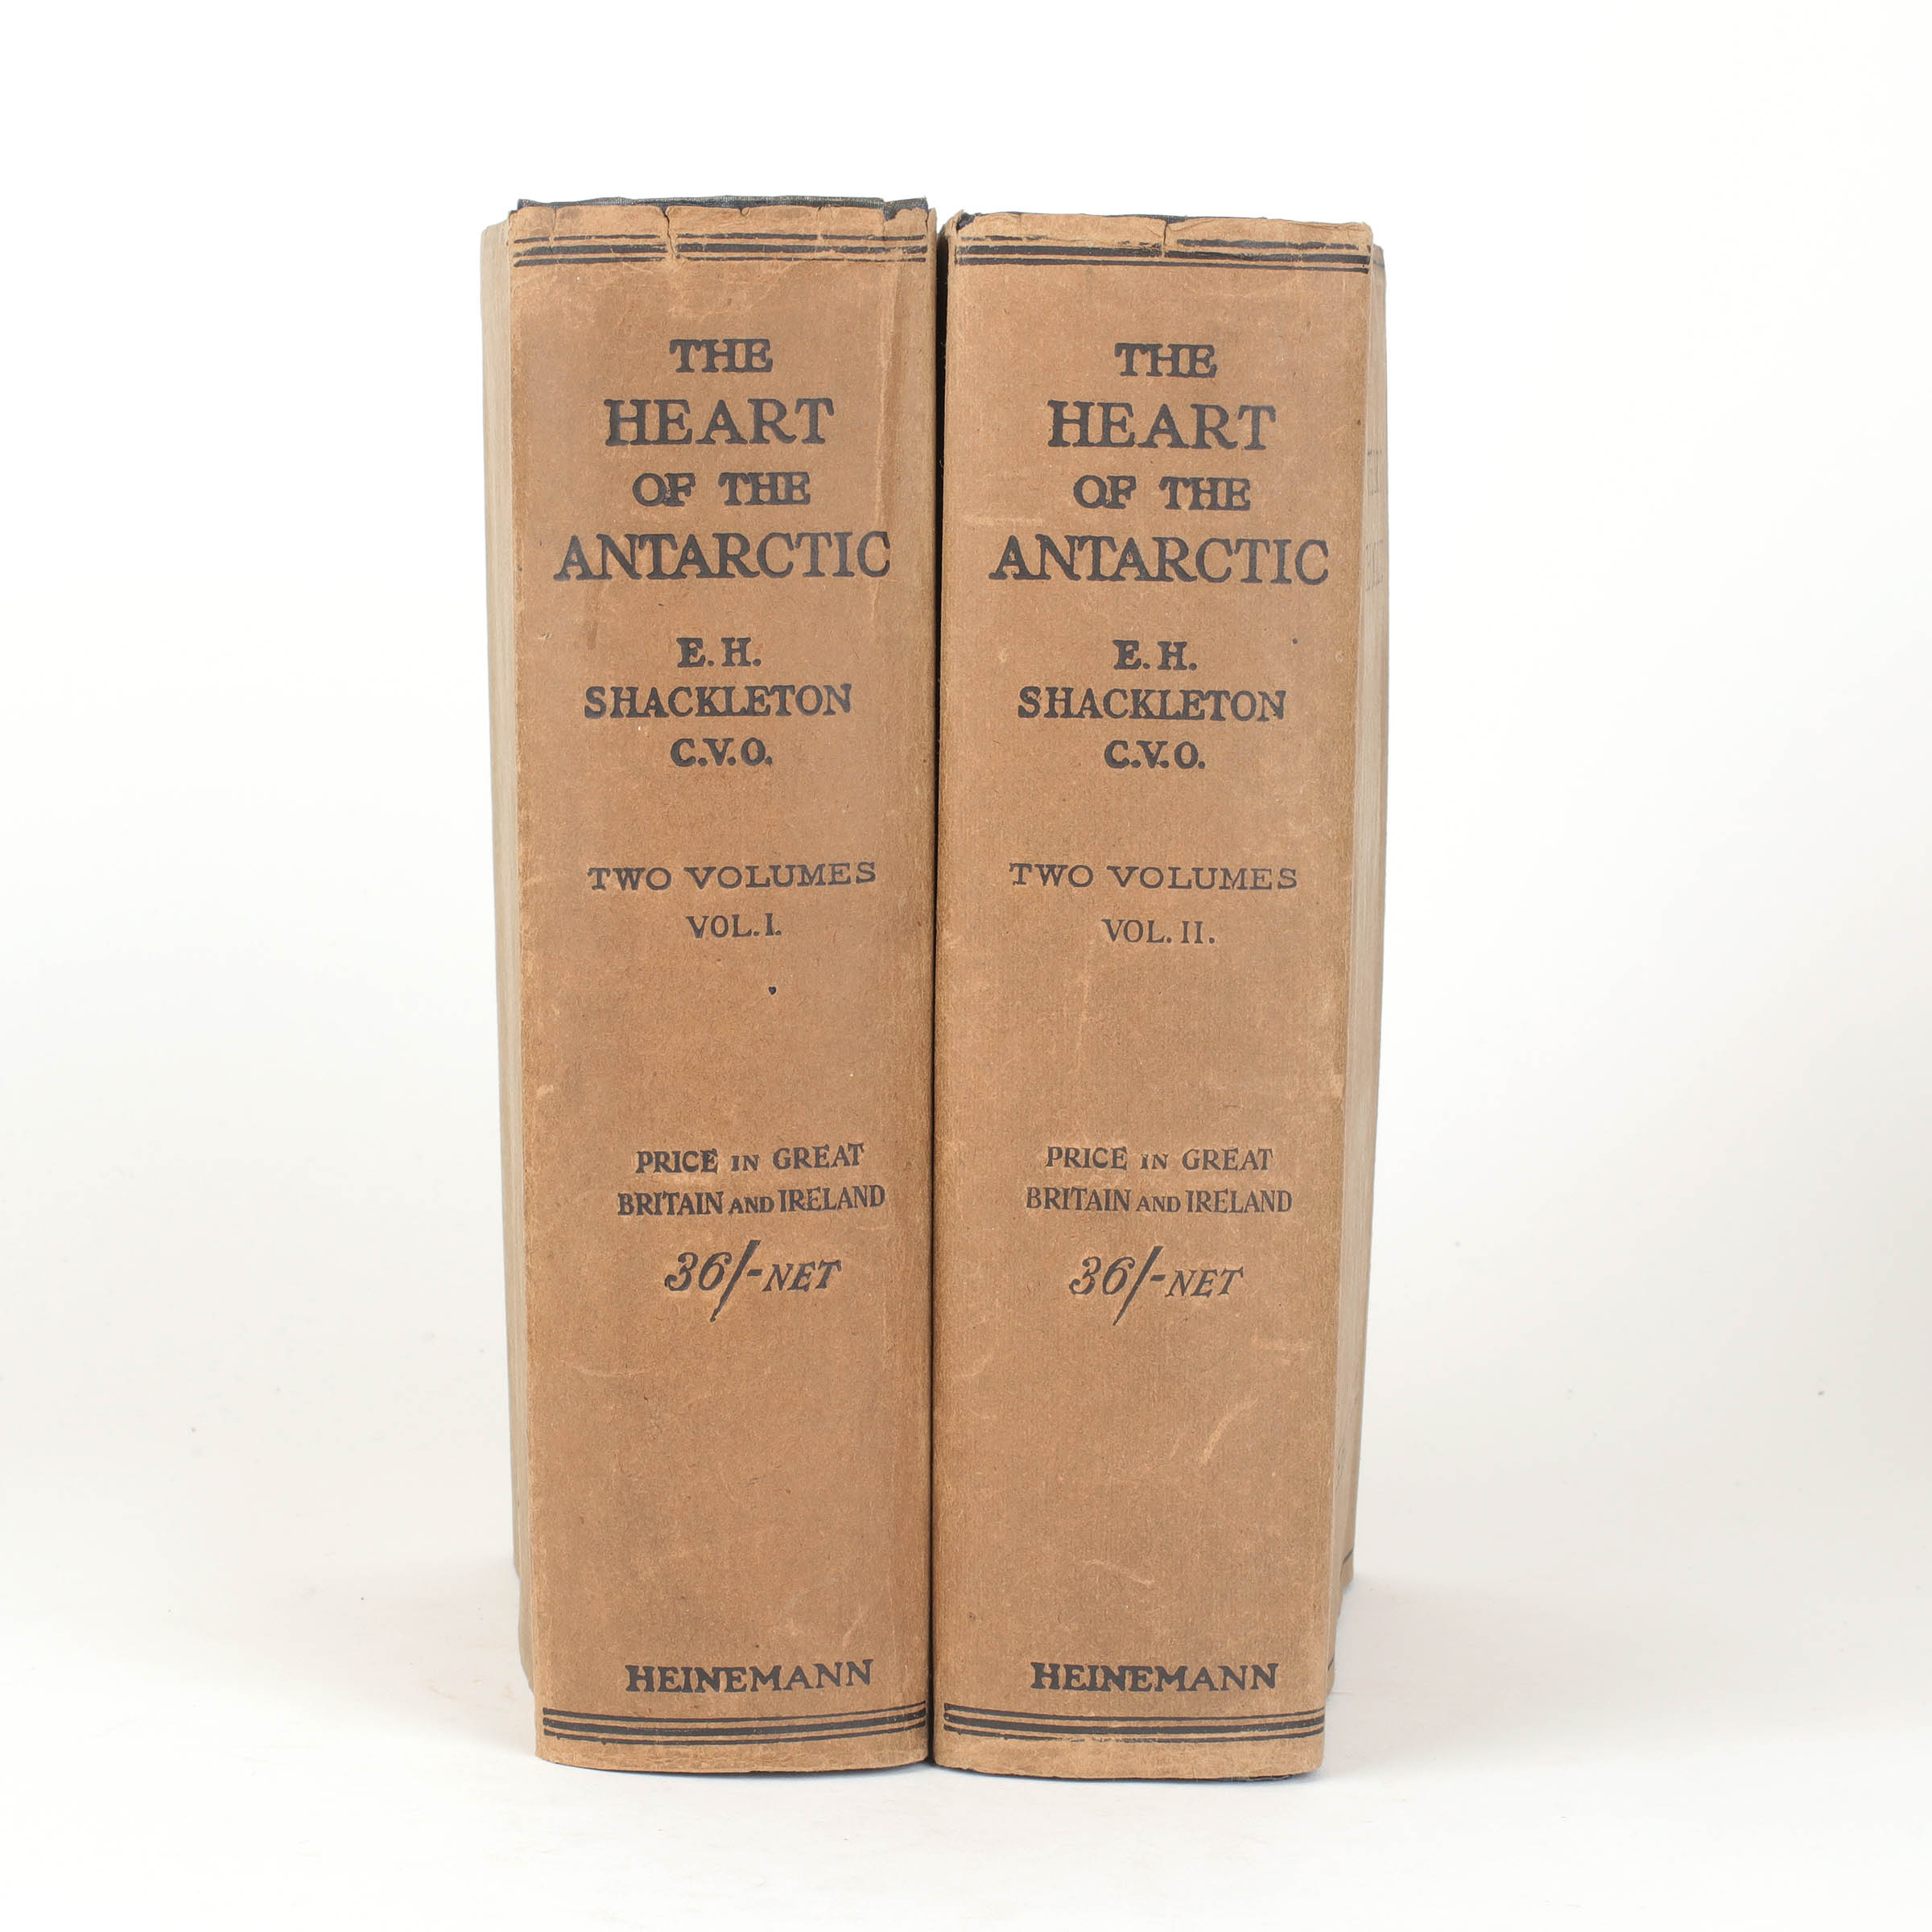 THE
HEART
OF THE
ANTARCTIC
E. H.
SHACKLETON
C.V.O.
TWO VOLUMES
VOL. I.
PRICE IN GREAT
BRITAIN AND IRELAND
36/- NET
HEINEMANN
THE
HEART
OF THE
ANTARCTIC
E. H.
SHACKLETON
C.V.O.
TWO VOLUMES
VOL. II.
PRICE IN GREAT
BRITAIN AND IRELAND
36/- NET
HEINEMANN